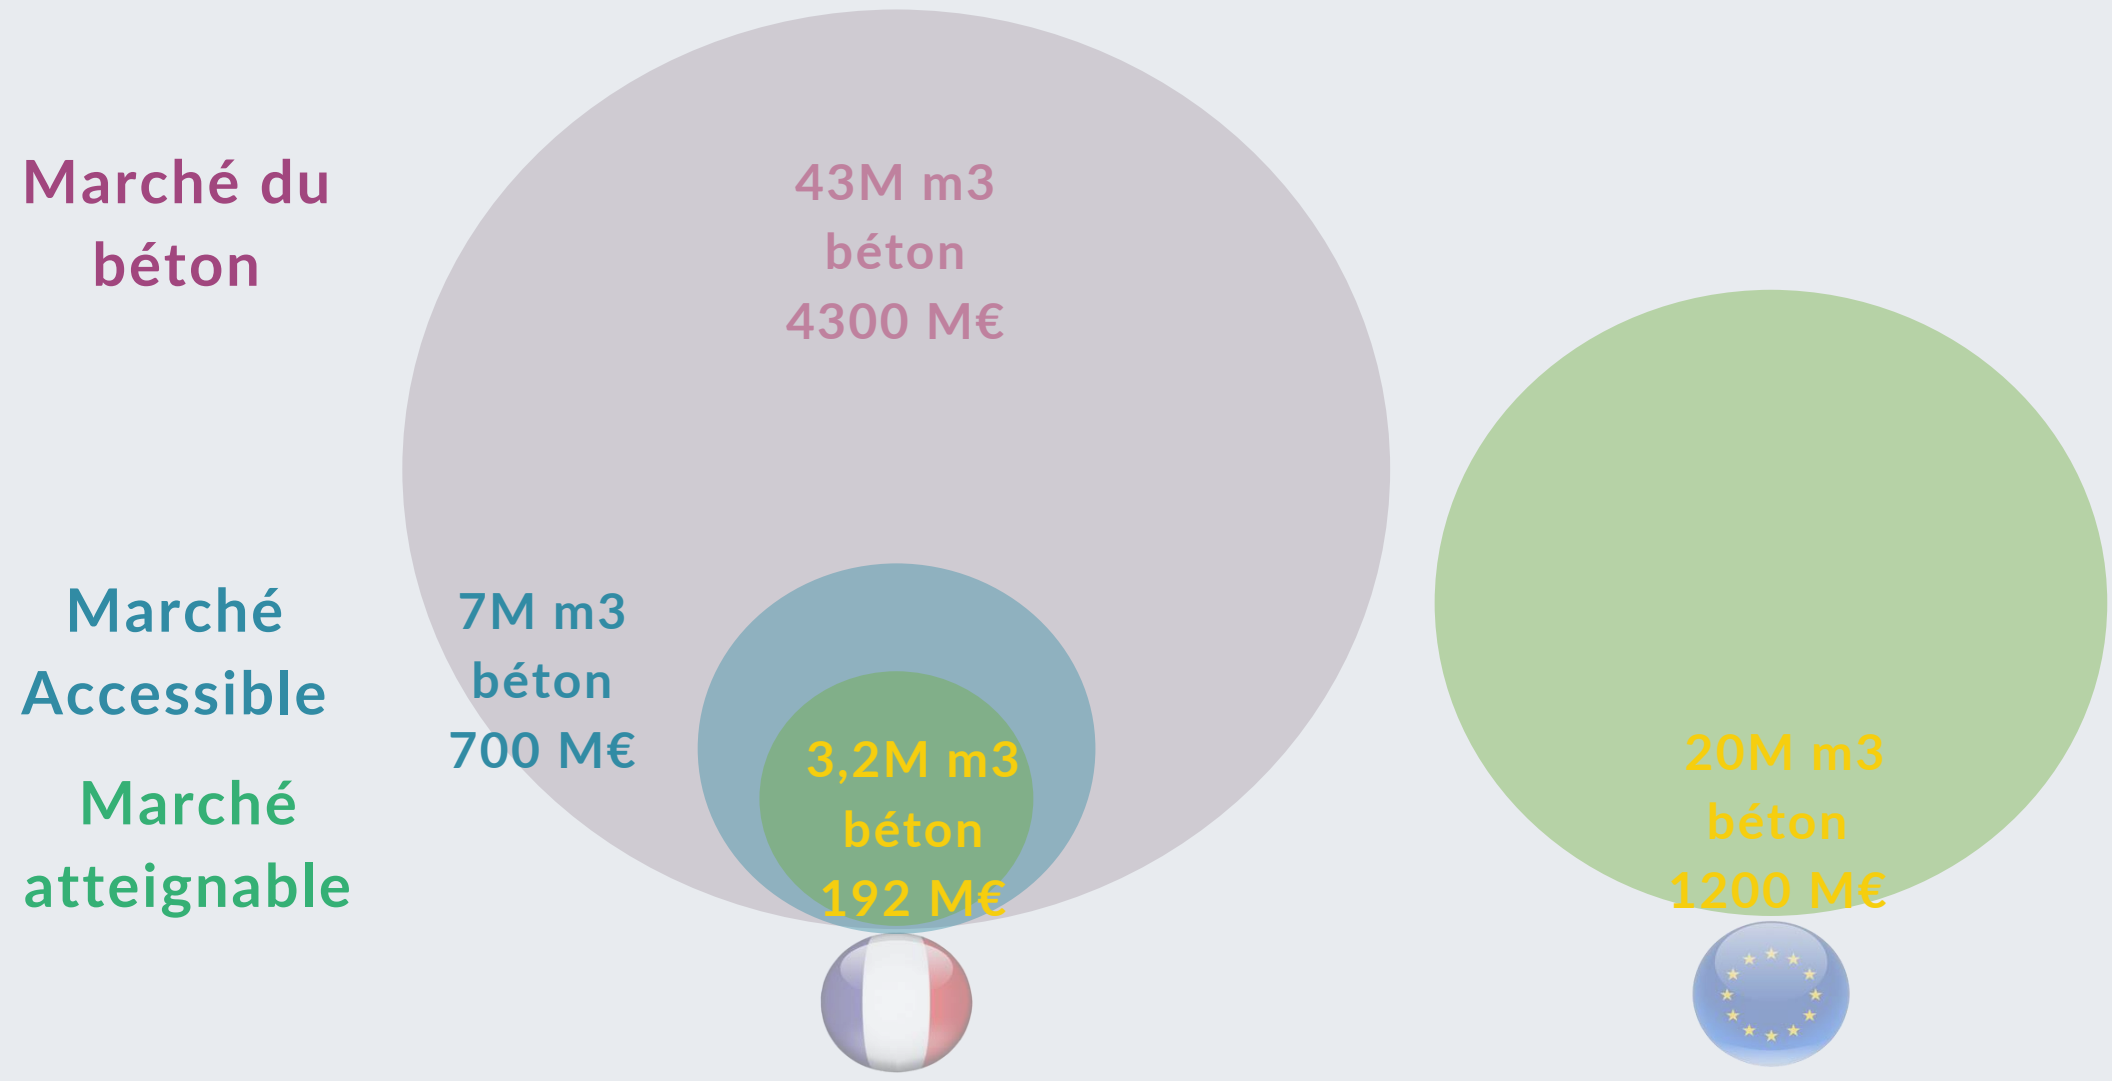 Marché du
béton
43M m3
béton
4300 M€
Marché
Accessible
7M m3
béton
700 M€
Marché
atteignable
3,2M m3
béton
192 M€
20M m3
béton
1200 M€